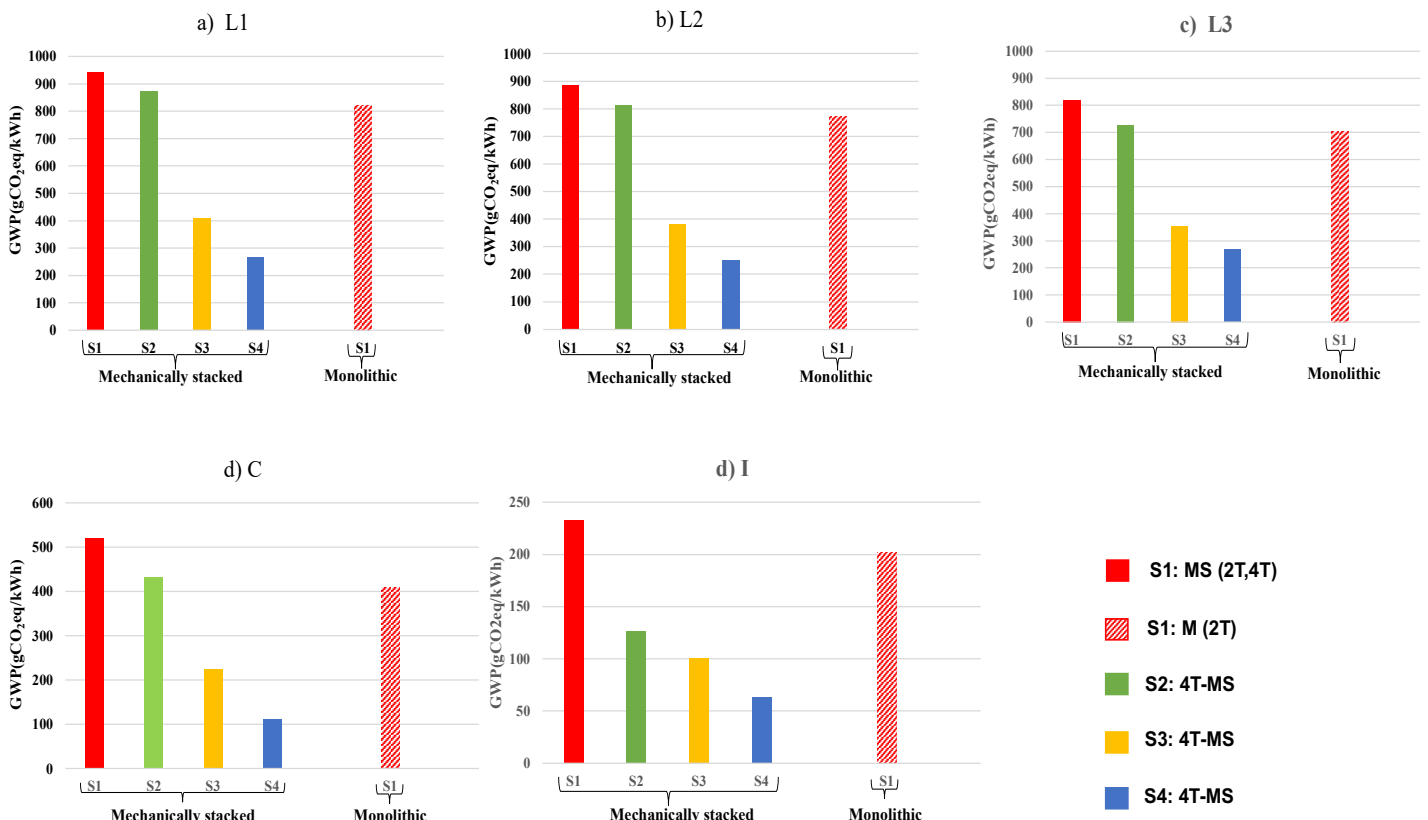 a) L1
GWP(gCO₂eq/kWh)
1000
900
800
700
600
500
400
300
200
100
0
S1 S2 S3 S4 S1
Mechanically stacked Monolithic
b) L2
GWP(gCO₂eq/kWh)
1000
900
800
700
600
500
400
300
200
100
0
S1 S2 S3 S4 S1
Mechanically stacked Monolithic
c) L3
GWP(gCO2eq/kWh)
1000
900
800
700
600
500
400
300
200
100
0
S1 S2 S3 S4 S1
Mechanically stacked Monolithic
d) C
GWP(gCO₂eq/kWh)
600
500
400
300
200
100
0
S1 S2 S3 S4 S1
Mechanically stacked Monolithic
d) I
GWP(gCO2eq/kWh)
250
200
150
100
50
0
S1 S2 S3 S4 S1
Mechanically stacked Monolithic
S1: MS (2T,4T)
S1: M (2T)
S2: 4T-MS
S3: 4T-MS
S4: 4T-MS